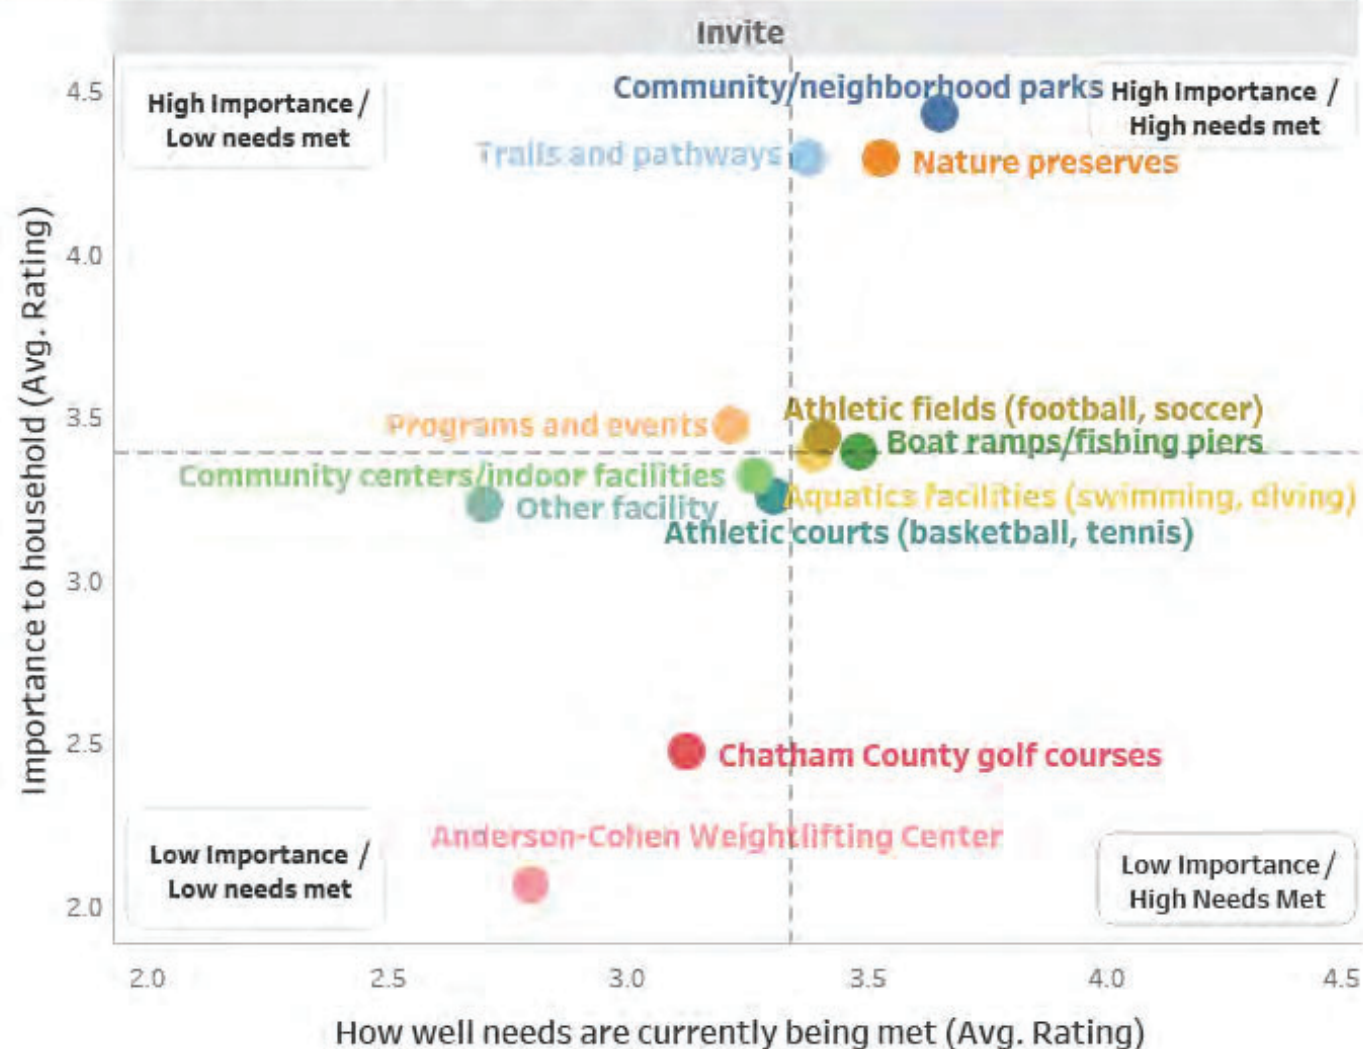 Invite
Community/neighborhood parks
High Importance /
Low needs met
High Importance /
High needs met
Trails and pathways
Nature preserves
Athletic fields (football, soccer)
Programs and events
Boat ramps/fishing piers
Community centers/indoor facilities
Aquatics facilities (swimming, diving)
Other facility
Athletic courts (basketball, tennis)
Chatham County golf courses
Anderson-Cohen Weightlifting Center
Low Importance /
Low needs met
Low Importance /
High Needs Met
Importance to household (Avg. Rating)
4.5
4.0
3.5
3.0
2.5
2.0
2.0
2.5
3.0
3.5
4.0
4.5
How well needs are currently being met (Avg. Rating)